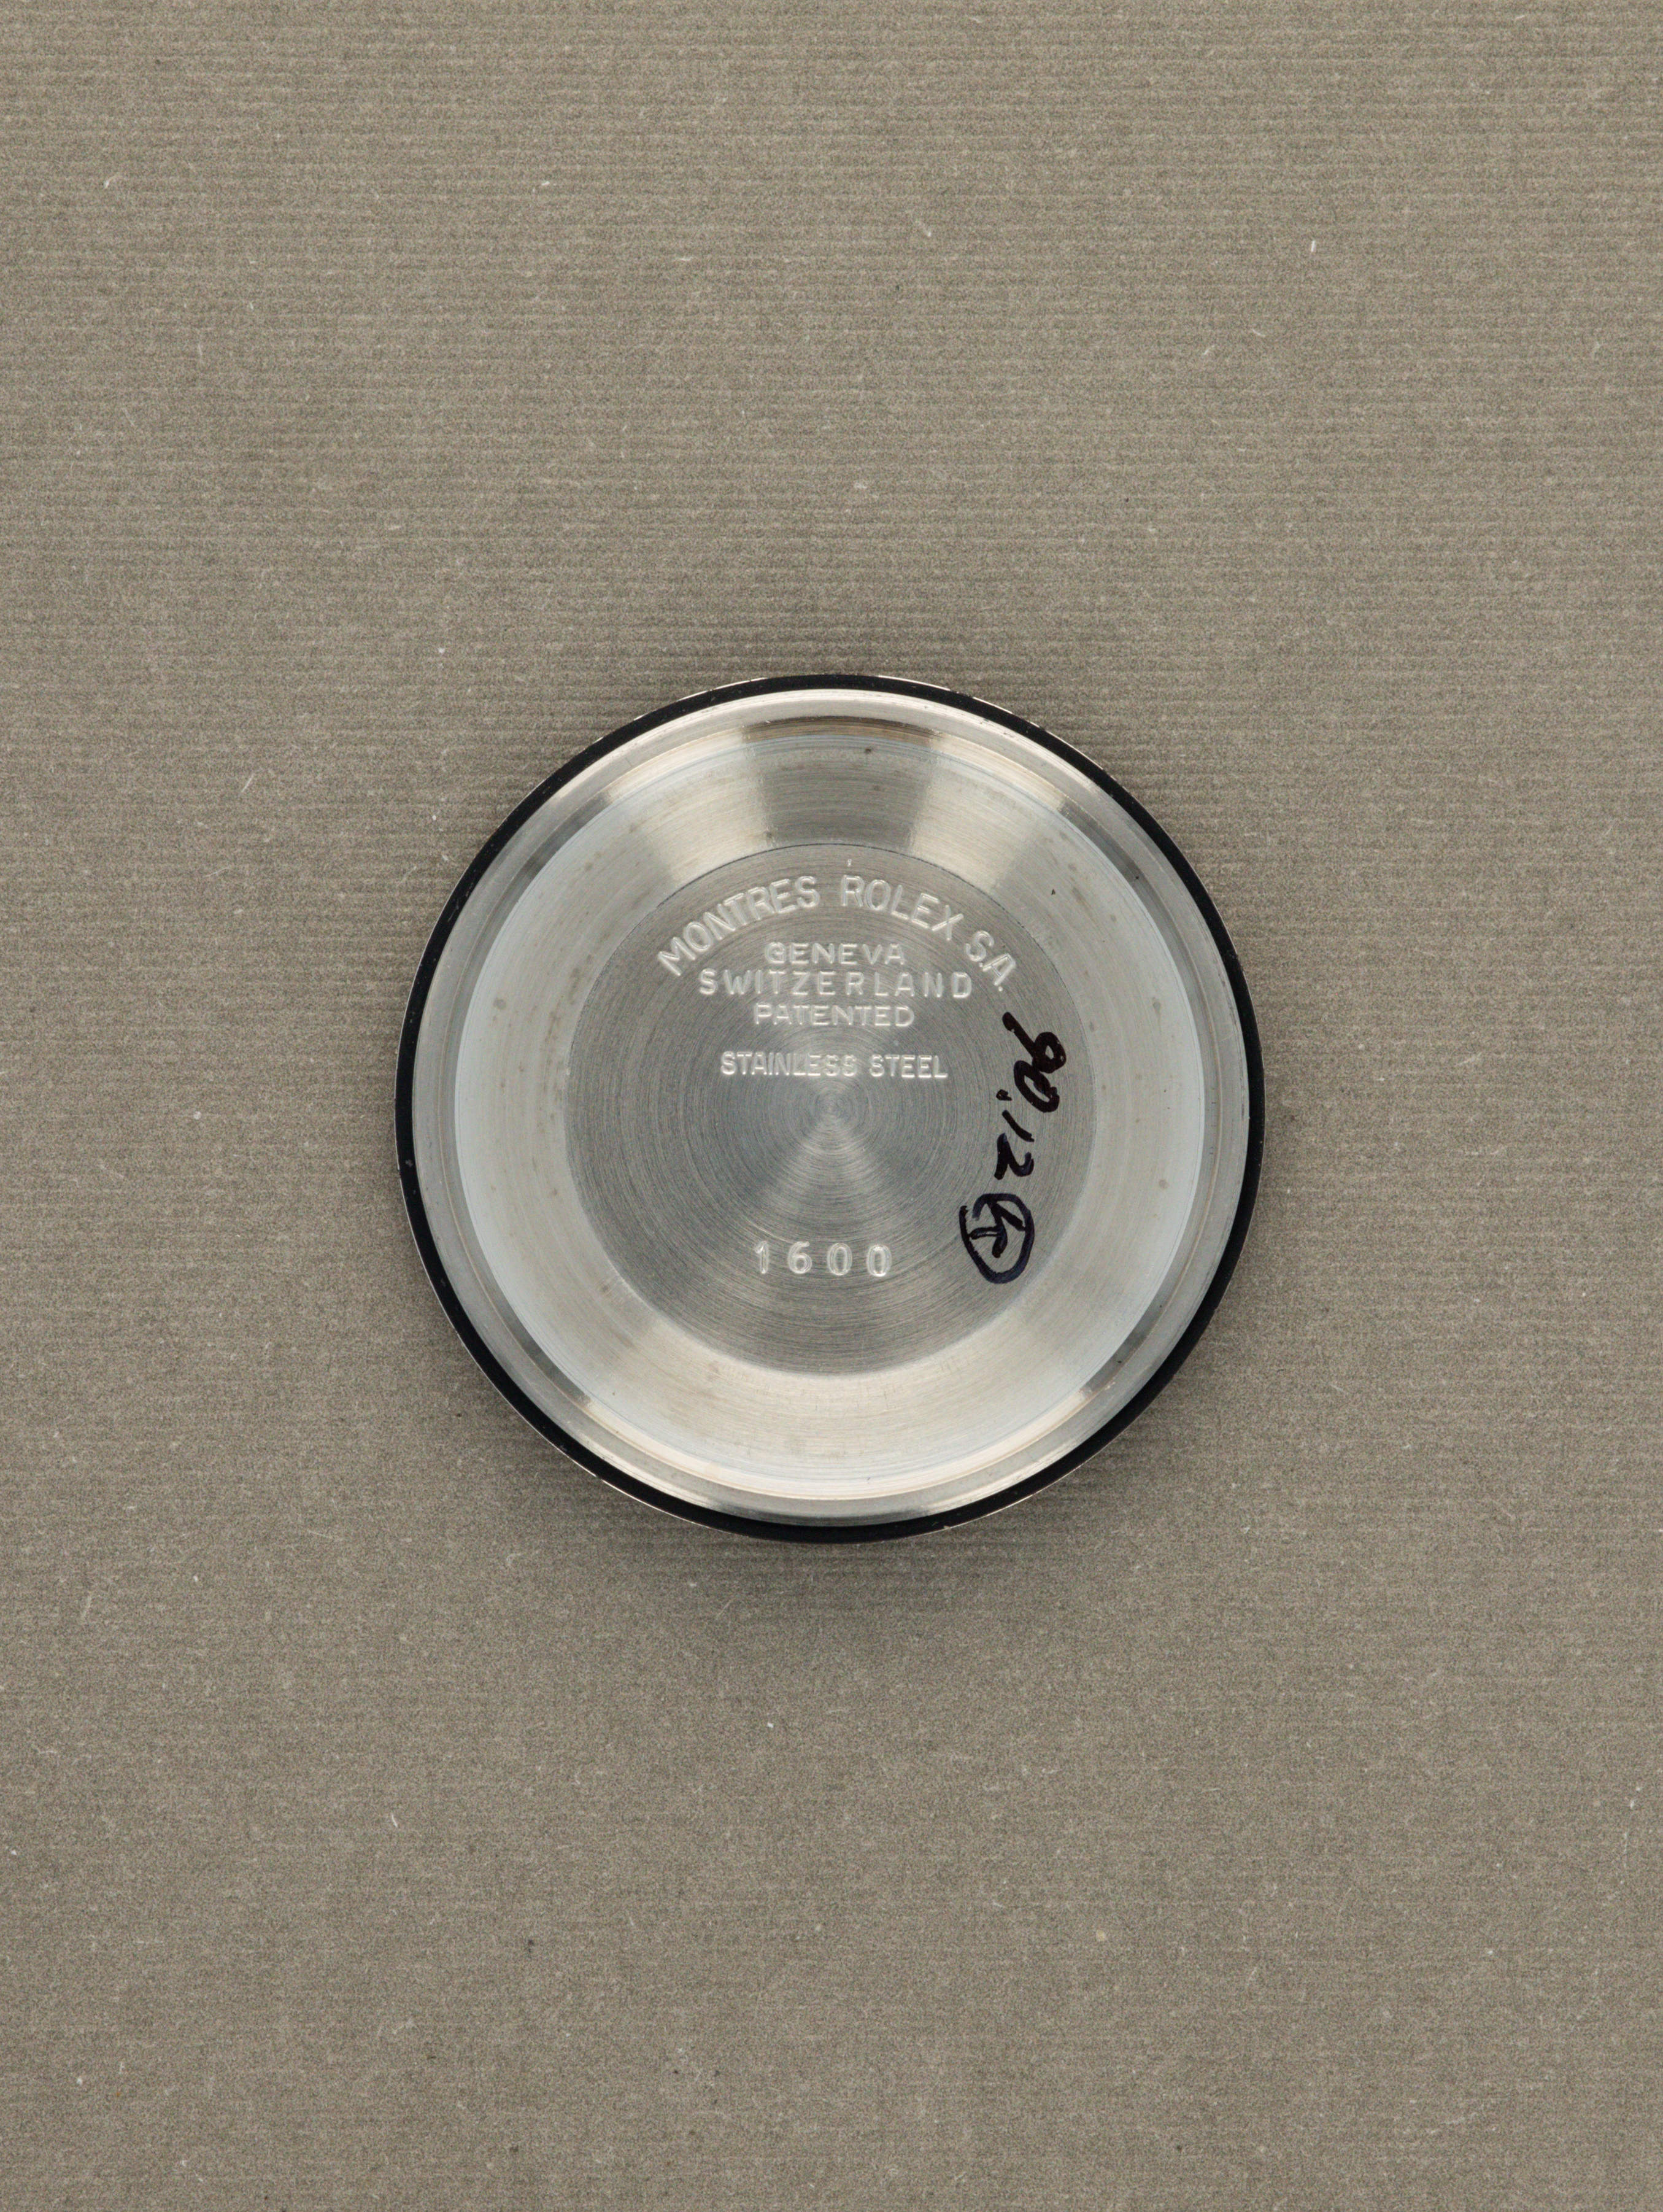 MONTRES ROLEX S.A.
GENEVA
SWITZERLAND
PATENTED
STAINLESS STEEL
90.12 K
1600